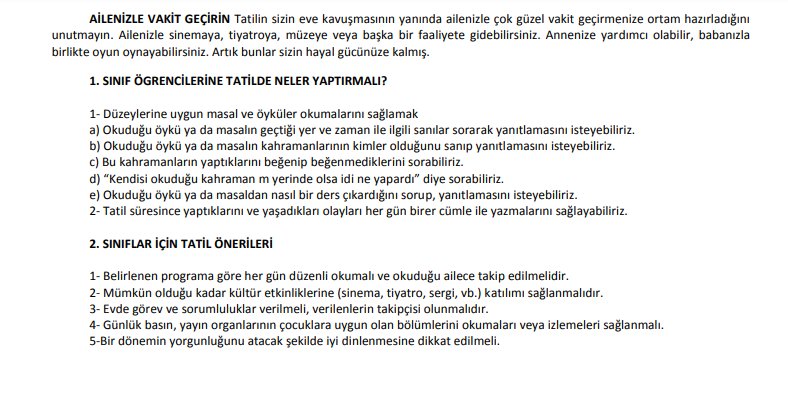 AİLENİZLE VAKİT GEÇİRİN Tatilin sizin eve kavuşmasının yanında ailenizle çok güzel vakit geçirmenize ortam hazırladığını
unutmayın. Ailenizle sinemaya, tiyatroya, müzeye veya başka bir faaliyete gidebilirsiniz. Annenize yardımcı olabilir, babanızla
birlikte oyun oynayabilirsiniz. Artık bunlar sizin hayal gücünüze kalmış.
1. SINIF ÖGRENCİLERİNE TATİLDE NELER YAPTIRMALI?
1- Düzeylerine uygun masal ve öyküler okumalarını sağlamak
a) Okuduğu öykü ya da masalın geçtiği yer ve zaman ile ilgili sanılar sorarak yanıtlamasını isteyebiliriz.
b) Okuduğu öykü ya da masalın kahramanlarının kimler olduğunu sanıp yanıtlamasını isteyebiliriz.
c) Bu kahramanların yaptıklarını beğenip beğenmediklerini sorabiliriz.
d) “Kendisi okuduğu kahraman m yerinde olsa idi ne yapardı” diye sorabiliriz.
e) Okuduğu öykü ya da masaldan nasıl bir ders çıkardığını sorup, yanıtlamasını isteyebiliriz.
2- Tatil süresince yaptıklarını ve yaşadıkları olayları her gün birer cümle ile yazmalarını sağlayabiliriz.
2. SINIFLAR İÇİN TATİL ÖNERİLERİ
1- Belirlenen programa göre her gün düzenli okumalı ve okuduğu ailece takip edilmelidir.
2- Mümkün olduğu kadar kültür etkinliklerine (sinema, tiyatro, sergi, vb.) katılımı sağlanmalıdır.
3- Evde görev ve sorumluluklar verilmeli, verilenlerin takipçisi olunmalıdır.
4- Günlük basın, yayın organlarının çocuklara uygun olan bölümlerini okumaları veya izlemeleri sağlanmalı.
5-Bir dönemin yorgunluğunu atacak şekilde iyi dinlenmesine dikkat edilmeli.